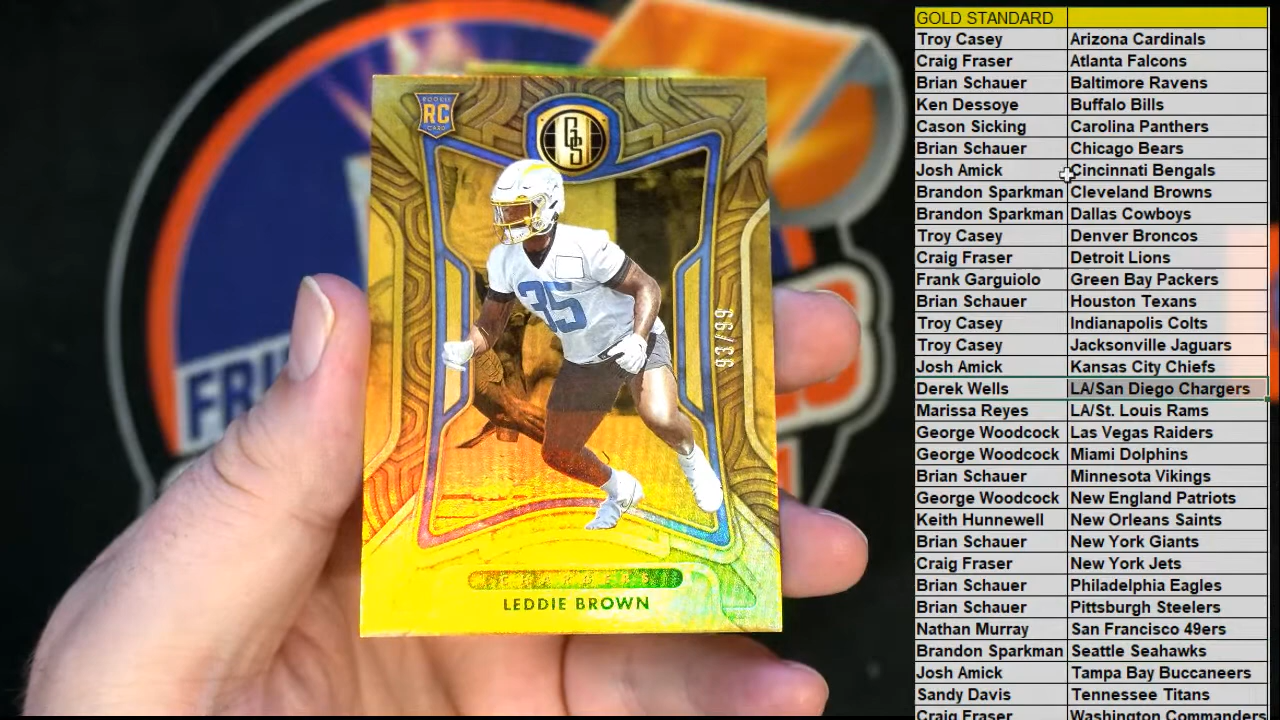 ROOKIE
RC
CARD
GS
35
CHARGERS
LEDDIE BROWN
FRI
GOLD STANDARD
Troy Casey Arizona Cardinals
Craig Fraser Atlanta Falcons
Brian Schauer Baltimore Ravens
Ken Dessoye Buffalo Bills
Cason Sicking Carolina Panthers
Brian Schauer Chicago Bears
Josh Amick Cincinnati Bengals
Brandon Sparkman Cleveland Browns
Brandon Sparkman Dallas Cowboys
Troy Casey Denver Broncos
Craig Fraser Detroit Lions
Frank Garguiolo Green Bay Packers
Brian Schauer Houston Texans
Troy Casey Indianapolis Colts
Troy Casey Jacksonville Jaguars
Josh Amick Kansas City Chiefs
Derek Wells LA/San Diego Chargers
Marissa Reyes LA/St. Louis Rams
George Woodcock Las Vegas Raiders
George Woodcock Miami Dolphins
Brian Schauer Minnesota Vikings
George Woodcock New England Patriots
Keith Hunnewell New Orleans Saints
Brian Schauer New York Giants
Craig Fraser New York Jets
Brian Schauer Philadelphia Eagles
Brian Schauer Pittsburgh Steelers
Nathan Murray San Francisco 49ers
Brandon Sparkman Seattle Seahawks
Josh Amick Tampa Bay Buccaneers
Sandy Davis Tennessee Titans
Craig Fraser Washington Commanders